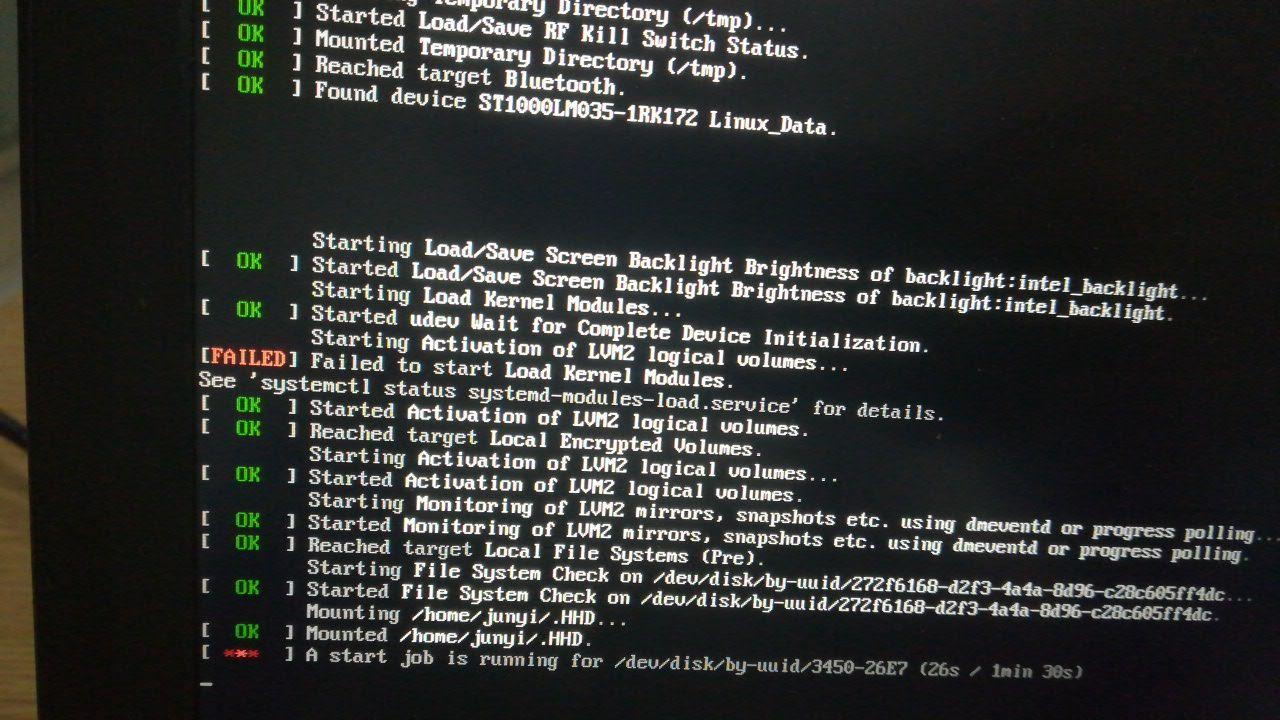 Temporary Directory (/tmp)...
[ OK ] Started Load/Save RF Kill Switch Status.
[ OK ] Mounted Temporary Directory (/tmp).
[ OK ] Reached target Bluetooth.
[ OK ] Found device ST1000LM035-1RK172 Linux_Data.
Starting Load/Save Screen Backlight Brightness of backlight:intel_backlight...
[ OK ] Started Load/Save Screen Backlight Brightness of backlight:intel_backlight.
Starting Load Kernel Modules...
[ OK ] Started udev Wait for Complete Device Initialization.
Starting Activation of LVM2 logical volumes...
[FAILED] Failed to start Load Kernel Modules.
See 'systemctl status systemd-modules-load.service' for details.
[ OK ] Started Activation of LVM2 logical volumes.
[ OK ] Reached target Local Encrypted Volumes.
Starting Activation of LVM2 logical volumes...
[ OK ] Started Activation of LVM2 logical volumes.
Starting Monitoring of LVM2 mirrors, snapshots etc. using dmeventd or progress polling...
[ OK ] Started Monitoring of LVM2 mirrors, snapshots etc. using dmeventd or progress polling.
[ OK ] Reached target Local File Systems (Pre).
Starting File System Check on /dev/disk/by-uuid/272f6168-d2f3-4a4a-8d96-c28c605ff4dc...
[ OK ] Started File System Check on /dev/disk/by-uuid/272f6168-d2f3-4a4a-8d96-c28c605ff4dc.
Mounting /home/junyi/.HHD...
[ OK ] Mounted /home/junyi/.HHD.
[ *** ] A start job is running for /dev/disk/by-uuid/3450-26E7 (26s / 1min 30s)